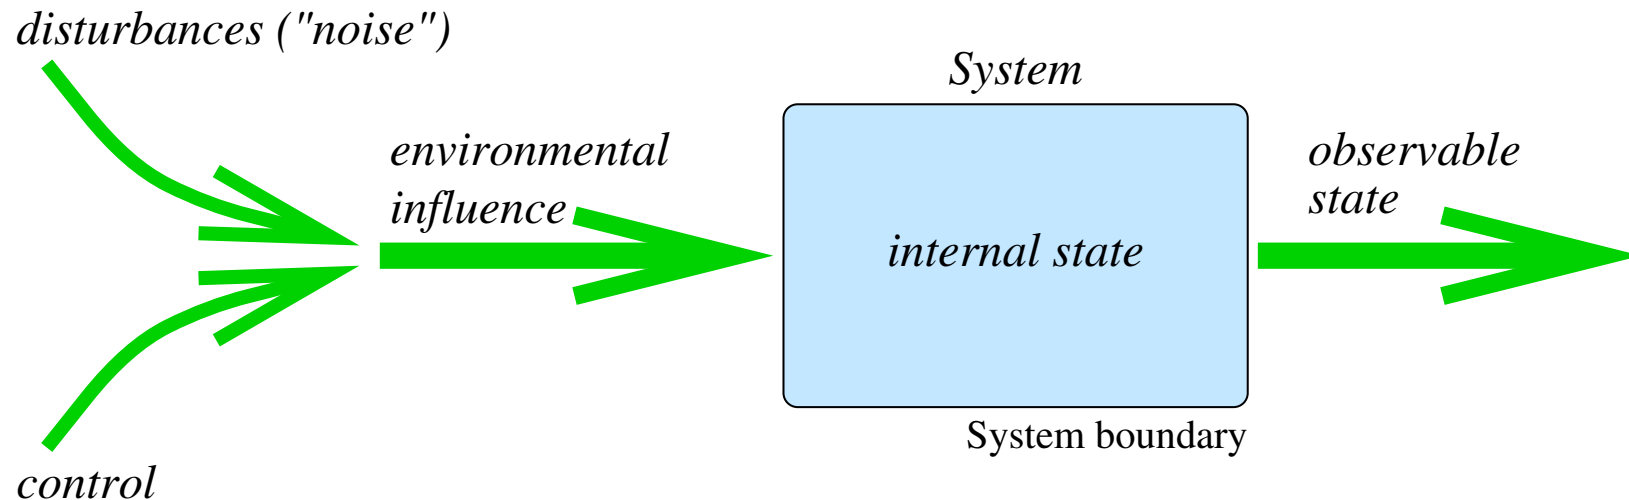 disturbances ("noise")
System
environmental
influence
observable
state
internal state
System boundary
control